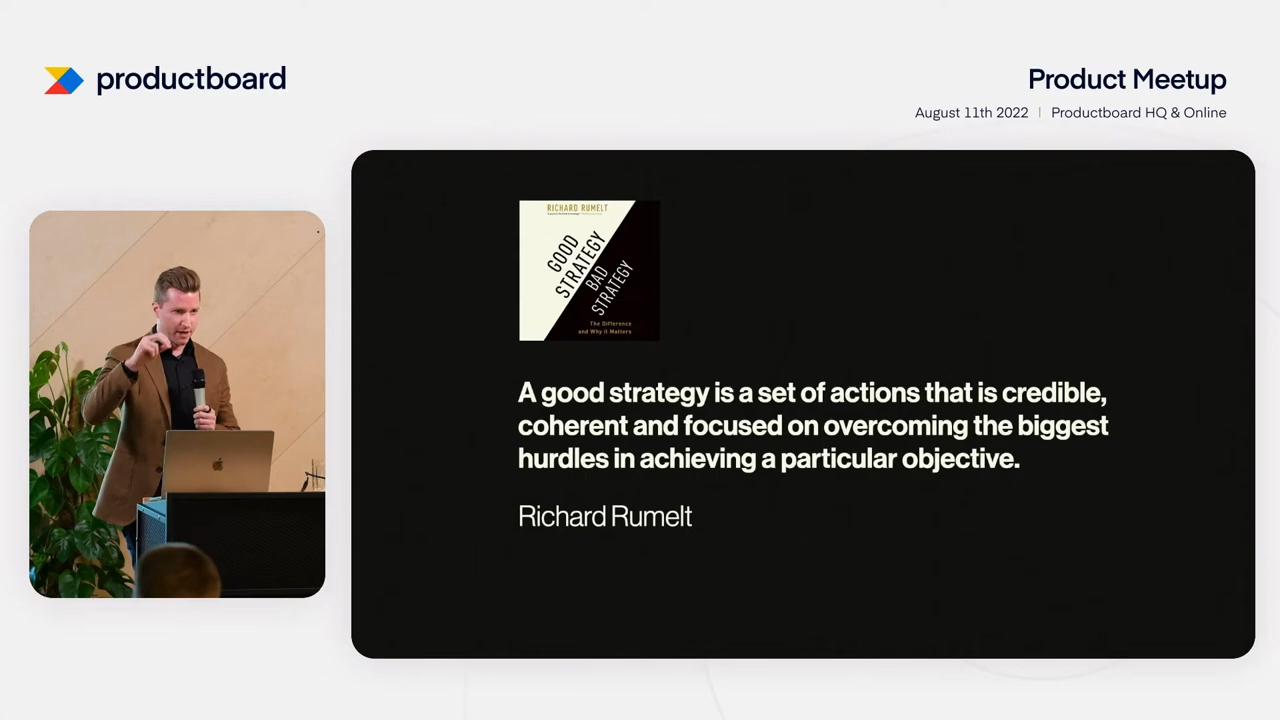 productboard
Product Meetup
August 11th 2022 | Productboard HQ & Online
RICHARD RUMELT
GOOD
STRATEGY
BAD
STRATEGY
The Difference
and Why it Matters
A good strategy is a set of actions that is credible,
coherent and focused on overcoming the biggest
hurdles in achieving a particular objective.
Richard Rumelt